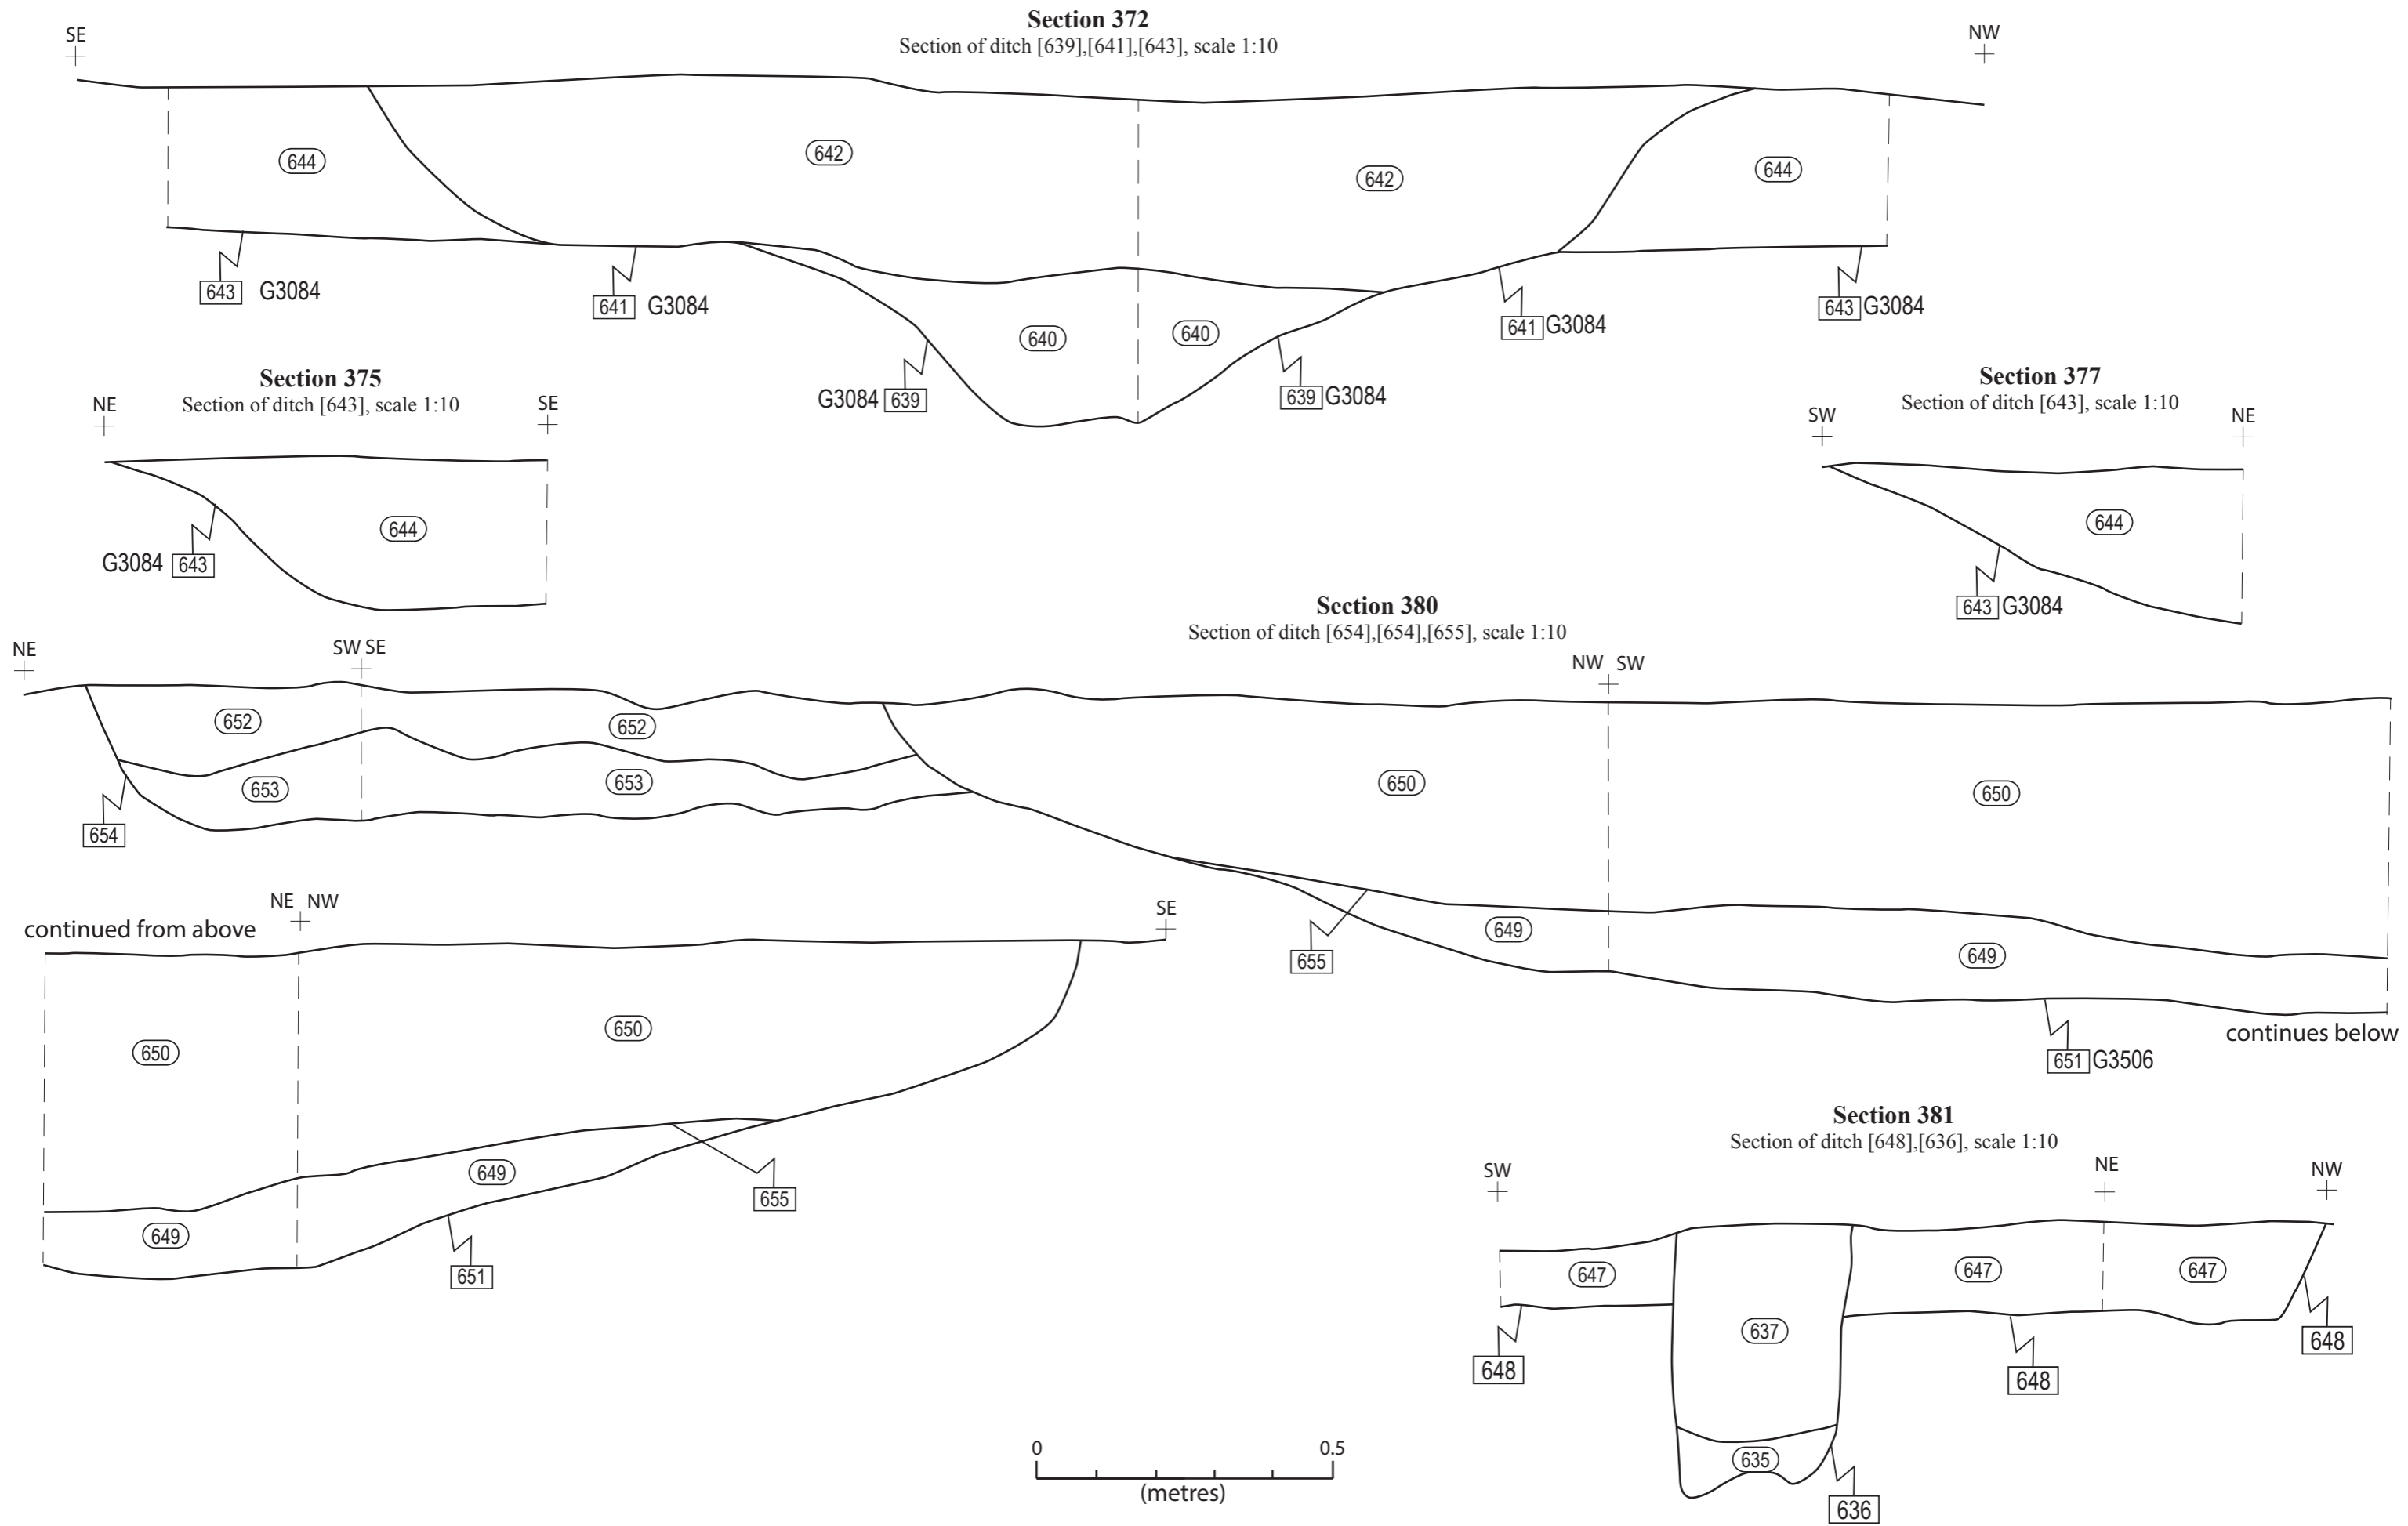 Section 372
Section of ditch [639],[641],[643], scale 1:10
SE
NW
644
642
642
644
643 G3084
641 G3084
640
640
641 G3084
643 G3084
G3084 639
639 G3084
Section 375
Section of ditch [643], scale 1:10
NE
SE
644
G3084 643
Section 377
Section of ditch [643], scale 1:10
SW
NE
644
643 G3084
Section 380
Section of ditch [654],[654],[655], scale 1:10
NE
SW SE
NW SW
652
652
653
653
650
650
654
655
649
649
651 G3506
continues below
continued from above
NE NW
SE
650
650
649
649
655
651
Section 381
Section of ditch [648],[636], scale 1:10
SW
NE
NW
647
647
647
637
648
648
648
635
636
0 0.5
(metres)